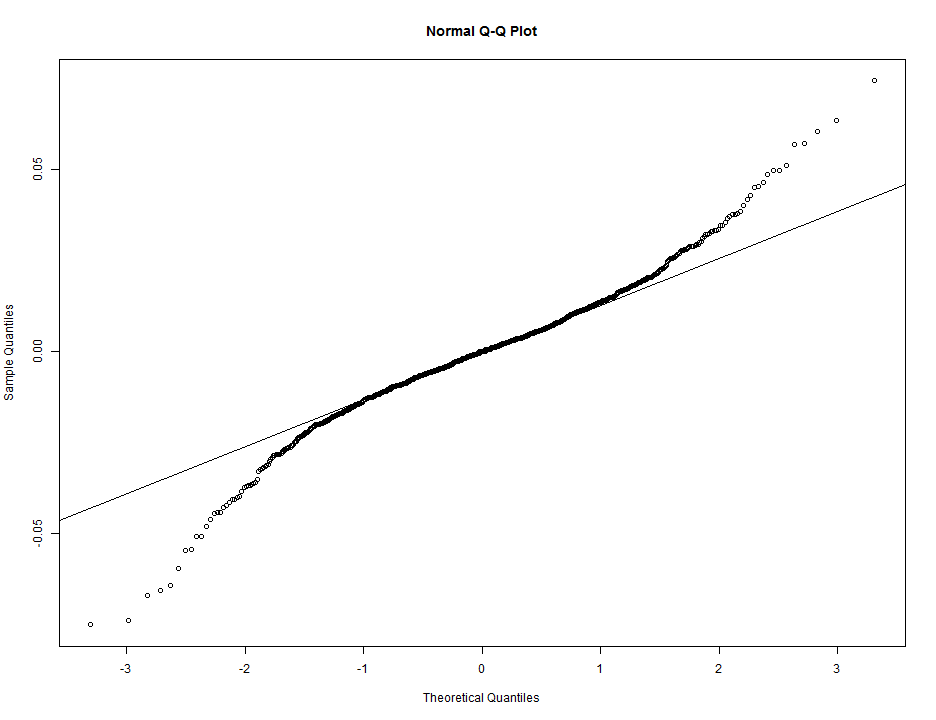 Normal Q-Q Plot
Sample Quantiles
0.05
0.00
-0.05
-3 -2 -1 0 1 2 3
Theoretical Quantiles